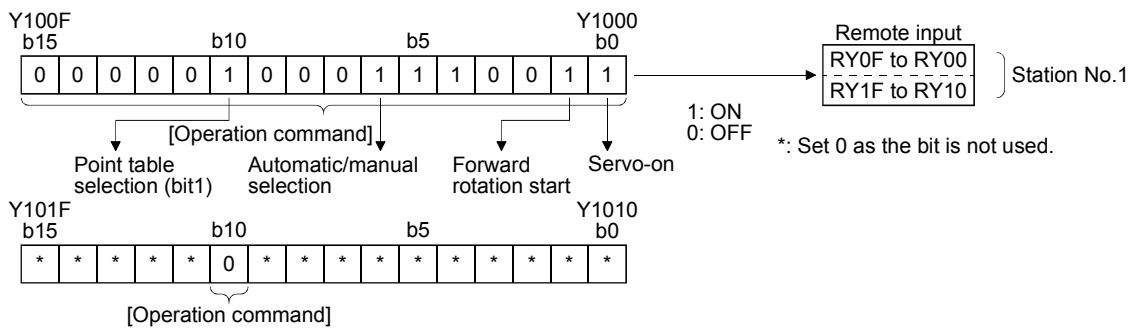 Y100F Y1000
b15 b10 b5 b0
0 0 0 0 0 1 0 0 0 1 1 1 0 0 1 1
[Operation command]
Point table
selection (bit1)
Automatic/manual
selection
Forward
rotation start
Servo-on
1: ON
0: OFF
Remote input
RY0F to RY00
RY1F to RY10
Station No.1
*: Set 0 as the bit is not used.
Y101F Y1010
b15 b10 b5 b0
* * * * * 0 * * * * * * * * * *
[Operation command]